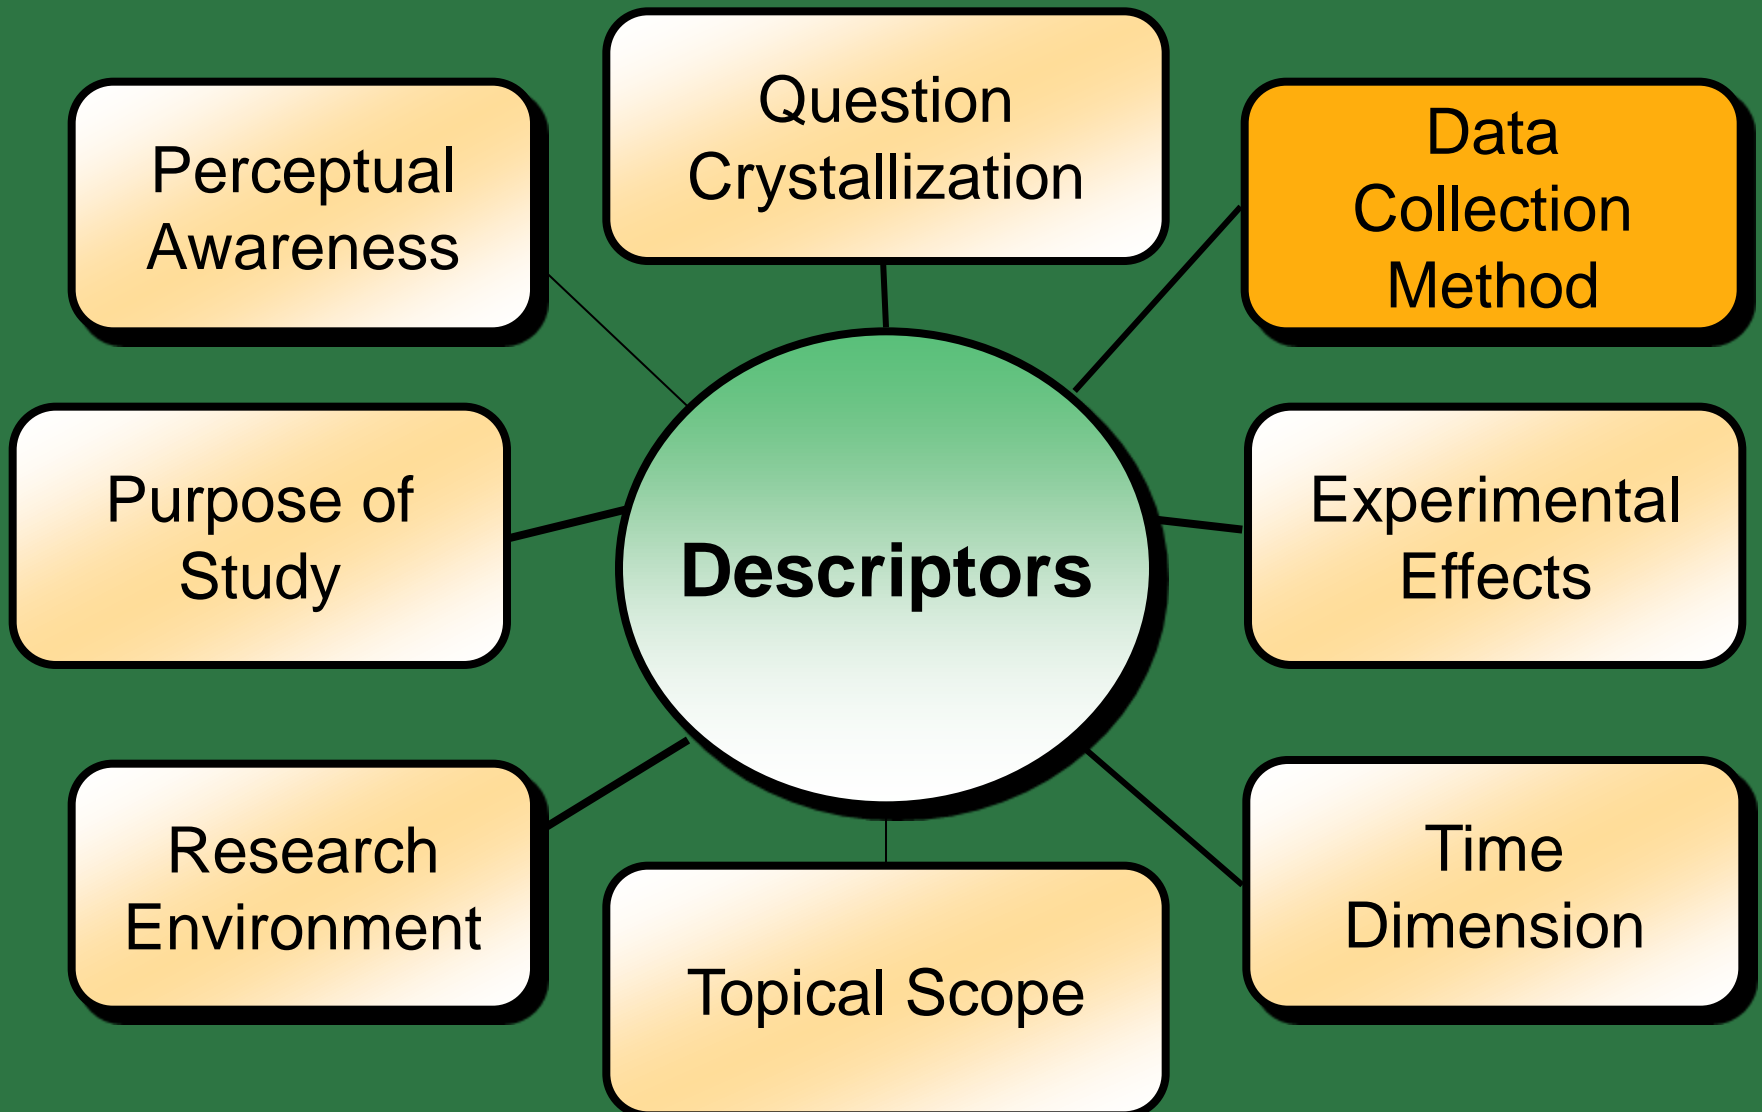 Question
Crystallization
Perceptual
Awareness
Data
Collection
Method
Purpose of
Study
Descriptors
Experimental
Effects
Research
Environment
Topical Scope
Time
Dimension